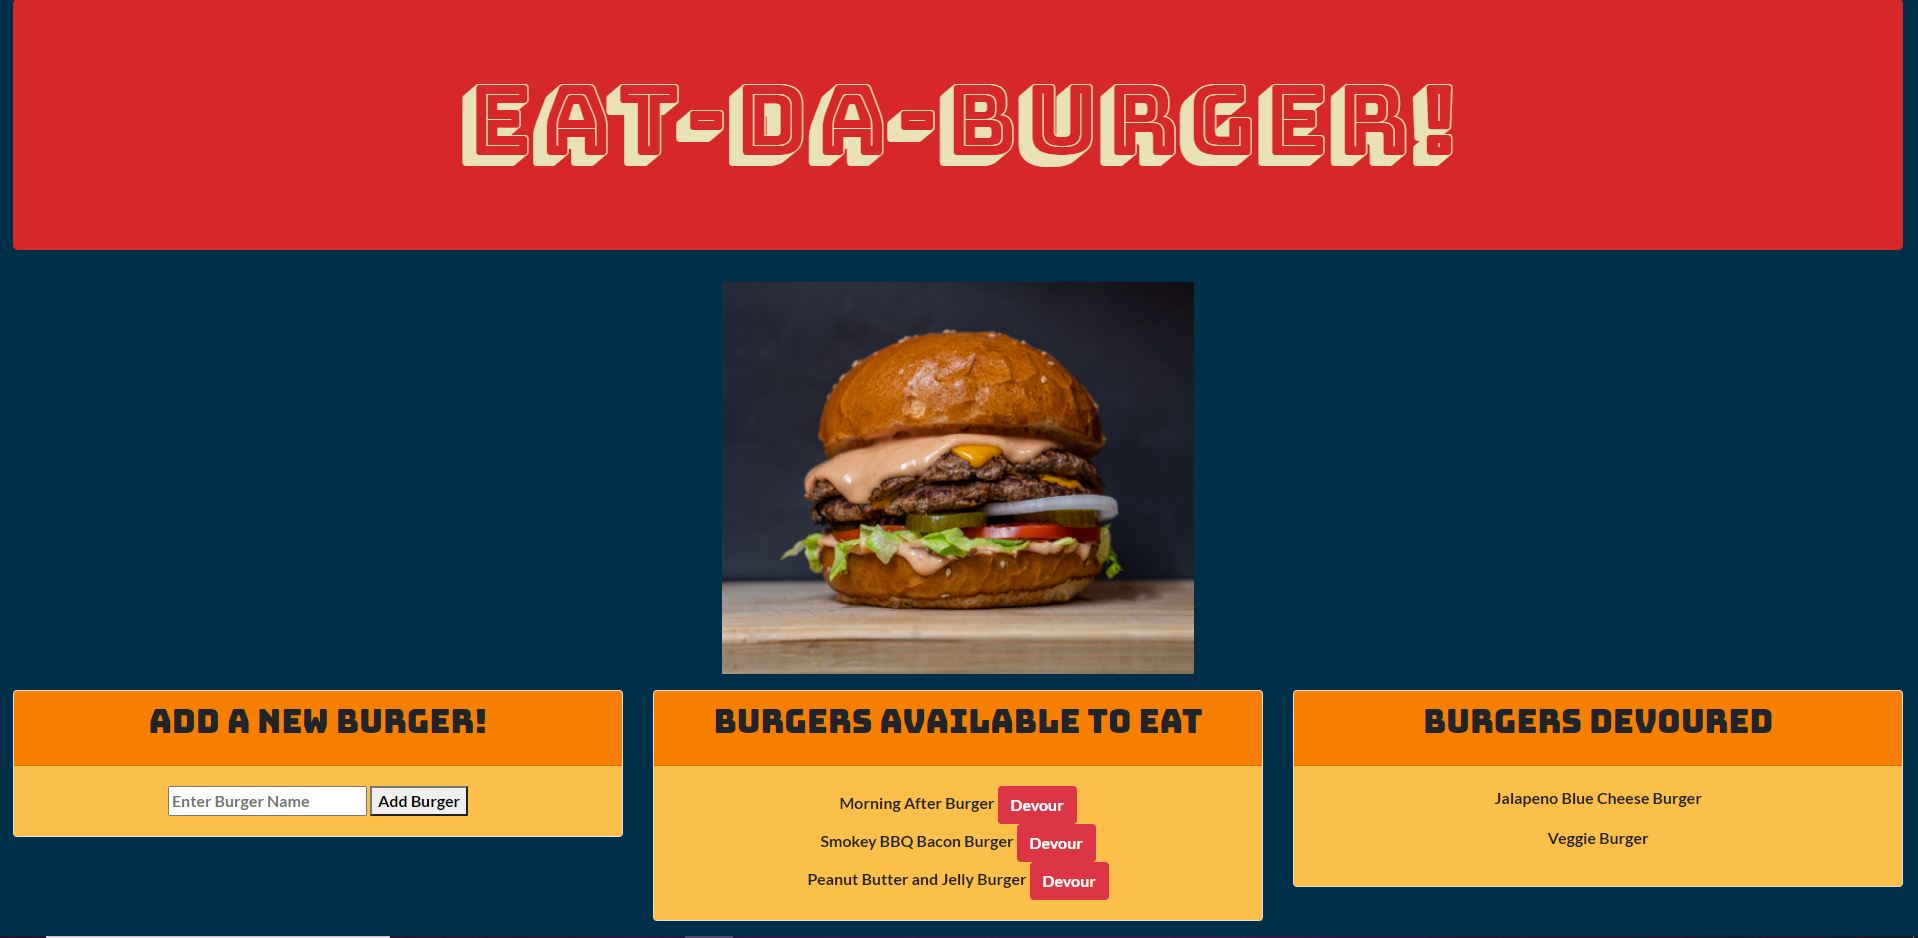 EAT-DA-BURGER!
ADD A NEW BURGER!
Enter Burger Name Add Burger
BURGERS AVAILABLE TO EAT
Morning After Burger Devour
Smokey BBQ Bacon Burger Devour
Peanut Butter and Jelly Burger Devour
BURGERS DEVOURED
Jalapeno Blue Cheese Burger
Veggie Burger